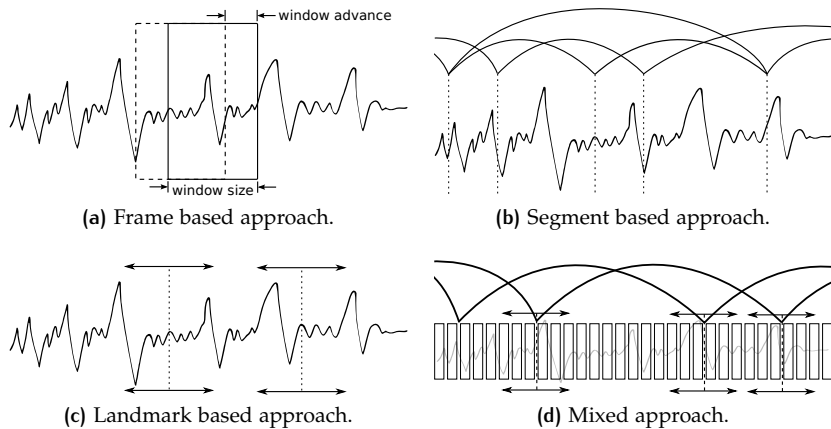 window advance
window size
(a) Frame based approach.
(b) Segment based approach.
(c) Landmark based approach.
(d) Mixed approach.